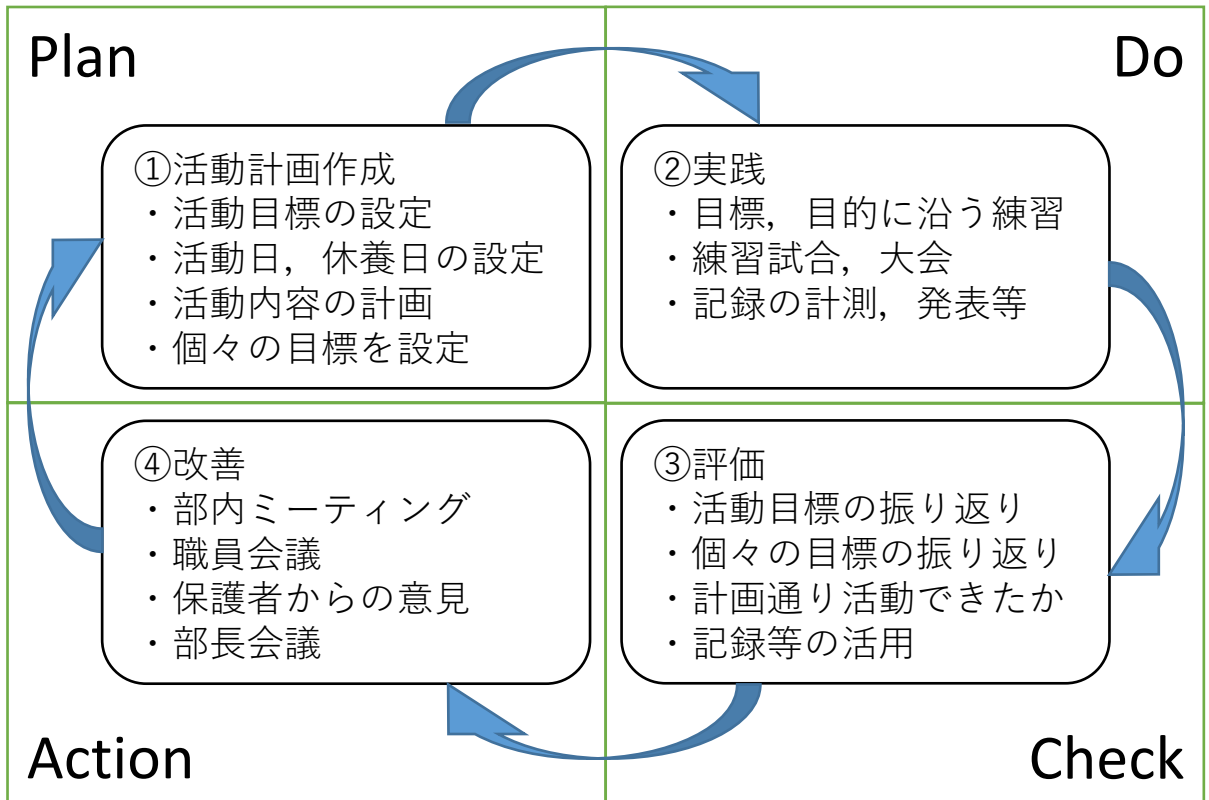 Plan
①活動計画作成
・活動目標の設定
・活動日，休養日の設定
・活動内容の計画
・個々の目標を設定
Do
②実践
・目標，目的に沿う練習
・練習試合，大会
・記録の計測，発表等
③評価
・活動目標の振り返り
・個々の目標の振り返り
・計画通り活動できたか
・記録等の活用
Check
④改善
・部内ミーティング
・職員会議
・保護者からの意見
・部長会議
Action